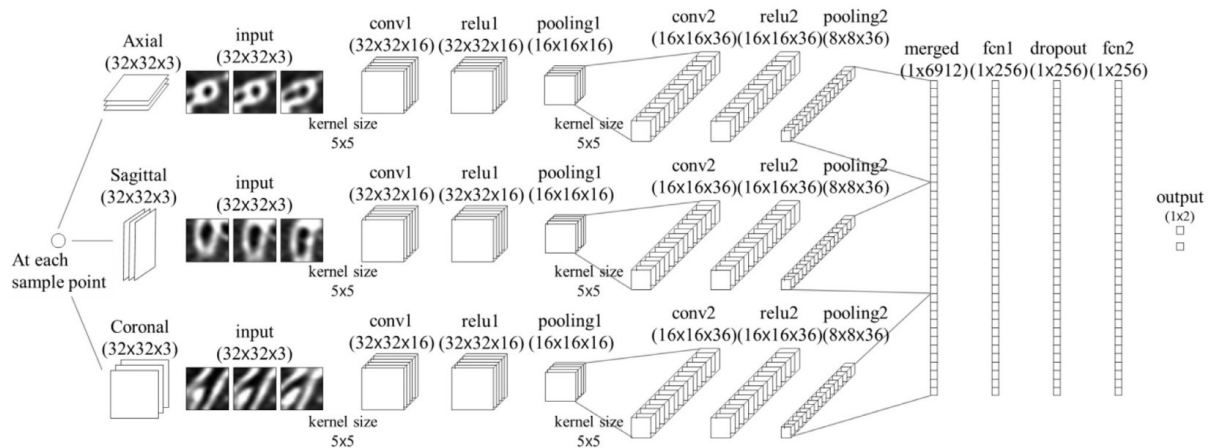 At each
sample point
Axial
(32x32x3)
input
(32x32x3)
conv1
(32x32x16)
relu1
(32x32x16)
pooling1
(16x16x16)
conv2
(16x16x36)
relu2
(16x16x36)
pooling2
(8x8x36)
kernel size
5x5
kernel size
5x5
Sagittal
(32x32x3)
input
(32x32x3)
conv1
(32x32x16)
relu1
(32x32x16)
pooling1
(16x16x16)
conv2
(16x16x36)
relu2
(16x16x36)
pooling2
(8x8x36)
kernel size
5x5
kernel size
5x5
Coronal
(32x32x3)
input
(32x32x3)
conv1
(32x32x16)
relu1
(32x32x16)
pooling1
(16x16x16)
conv2
(16x16x36)
relu2
(16x16x36)
pooling2
(8x8x36)
kernel size
5x5
kernel size
5x5
merged
(1x6912)
fcn1
(1x256)
dropout
(1x256)
fcn2
(1x256)
output
(1x2)